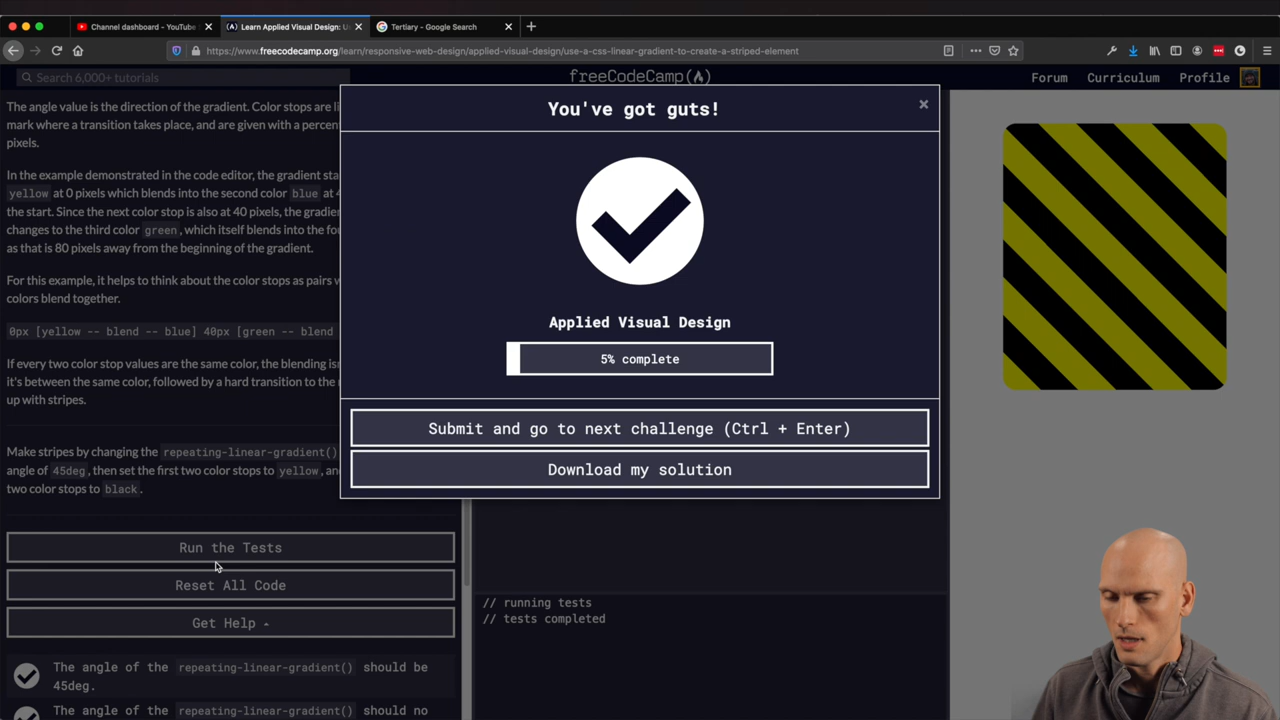 Channel dashboard - YouTube
Learn Applied Visual Design: U
Tertiary - Google Search
https://www.freecodecamp.org/learn/responsive-web-design/applied-visual-design/use-a-css-linear-gradient-to-create-a-striped-element
Search 6,000+ tutorials
freeCodeCamp
Forum
Curriculum
Profile
The angle value is the direction of the gradient. Color stops are li
mark where a transition takes place, and are given with a percen
pixels.
In the example demonstrated in the code editor, the gradient sta
yellow at 0 pixels which blends into the second color blue at 4
the start. Since the next color stop is also at 40 pixels, the gradien
changes to the third color green, which itself blends into the fou
as that is 80 pixels away from the beginning of the gradient.
For this example, it helps to think about the color stops as pairs w
colors blend together.
0px [yellow -- blend -- blue] 40px [green -- blend
If every two color stop values are the same color, the blending isn
it's between the same color, followed by a hard transition to the n
up with stripes.
Make stripes by changing the repeating-linear-gradient()
angle of 45deg, then set the first two color stops to yellow, an
two color stops to black.
Run the Tests
Reset All Code
Get Help
The angle of the repeating-linear-gradient() should be
45deg.
The angle of the repeating-linear-gradient() should no
You've got guts!
×
Applied Visual Design
5% complete
Submit and go to next challenge (Ctrl + Enter)
Download my solution
// running tests
// tests completed